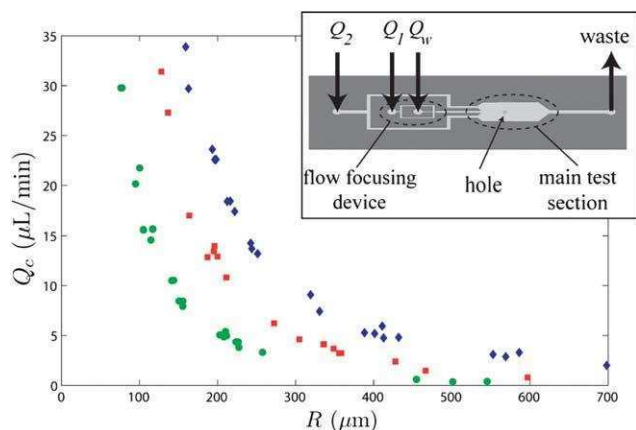 Q2 Q1 Qw waste
flow focusing device
hole
main test section
Qc (μL/min)
35
30
25
20
15
10
5
0
0 100 200 300 400 500 600 700
R (μm)